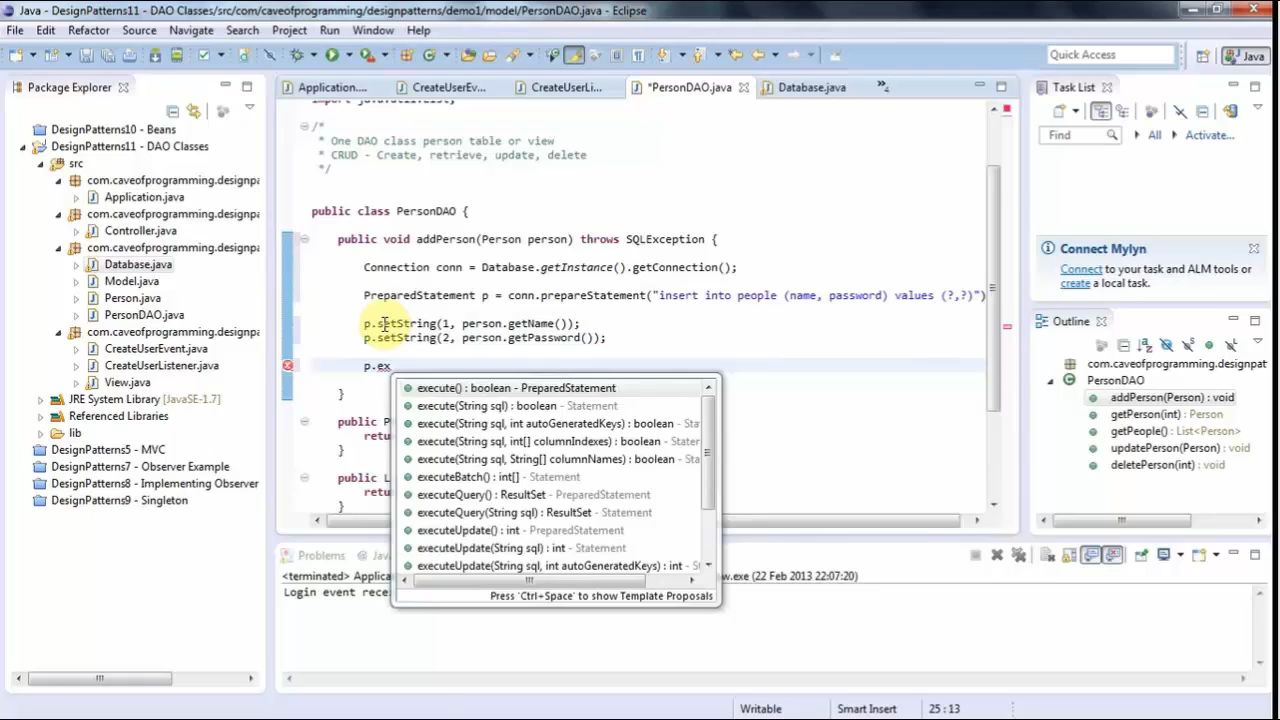 Java - DesignPatterns11 - DAO Classes/src/com/caveofprogramming/designpatterns/demo1/model/PersonDAO.java - Eclipse
File Edit Refactor Source Navigate Search Project Run Window Help
Quick Access
Java
Package Explorer
DesignPatterns10 - Beans
DesignPatterns11 - DAO Classes
src
com.caveofprogramming.designpa
Application.java
com.caveofprogramming.designpa
Controller.java
com.caveofprogramming.designpa
Database.java
Model.java
Person.java
PersonDAO.java
com.caveofprogramming.designpa
CreateUserEvent.java
CreateUserListener.java
View.java
JRE System Library [JavaSE-1.7]
Referenced Libraries
lib
DesignPatterns5 - MVC
DesignPatterns7 - Observer Example
DesignPatterns8 - Implementing Observer
DesignPatterns9 - Singleton
Application.... CreateUserEv... CreateUserLi... *PersonDAO.java Database.java
import java.util.List;
/*
* One DAO class person table or view
* CRUD - Create, retrieve, update, delete
*/
public class PersonDAO {
public void addPerson(Person person) throws SQLException {
Connection conn = Database.getInstance().getConnection();
PreparedStatement p = conn.prepareStatement("insert into people (name, password) values (?,?)")
p.setString(1, person.getName());
p.setString(2, person.getPassword());
p.ex
}
public P
retu
}
public L
retu
}
execute() : boolean - PreparedStatement
execute(String sql) : boolean - Statement
execute(String sql, int autoGeneratedKeys) : boolean - Sta
execute(String sql, int[] columnIndexes) : boolean - Stater
execute(String sql, String[] columnNames) : boolean - Sta
executeBatch() : int[] - Statement
executeQuery() : ResultSet - PreparedStatement
executeQuery(String sql) : ResultSet - Statement
executeUpdate() : int - PreparedStatement
executeUpdate(String sql) : int - Statement
executeUpdate(String sql, int autoGeneratedKeys) : int - S
Press 'Ctrl+Space' to show Template Proposals
Task List
Find All Activate...
Connect Mylyn
Connect to your task and ALM tools or
create a local task.
Outline
com.caveofprogramming.designpat
PersonDAO
addPerson(Person) : void
getPerson(int) : Person
getPeople() : List<Person>
updatePerson(Person) : void
deletePerson(int) : void
Problems Jav
<terminated> Applica
w.exe (22 Feb 2013 22:07:20)
Login event rece
Writable Smart Insert 25 : 13